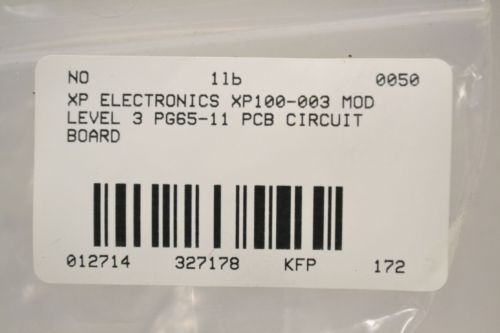 NO 1lb 0050
XP ELECTRONICS XP100-003 MOD
LEVEL 3 PG65-11 PCB CIRCUIT
BOARD
012714 327178 KFP 172